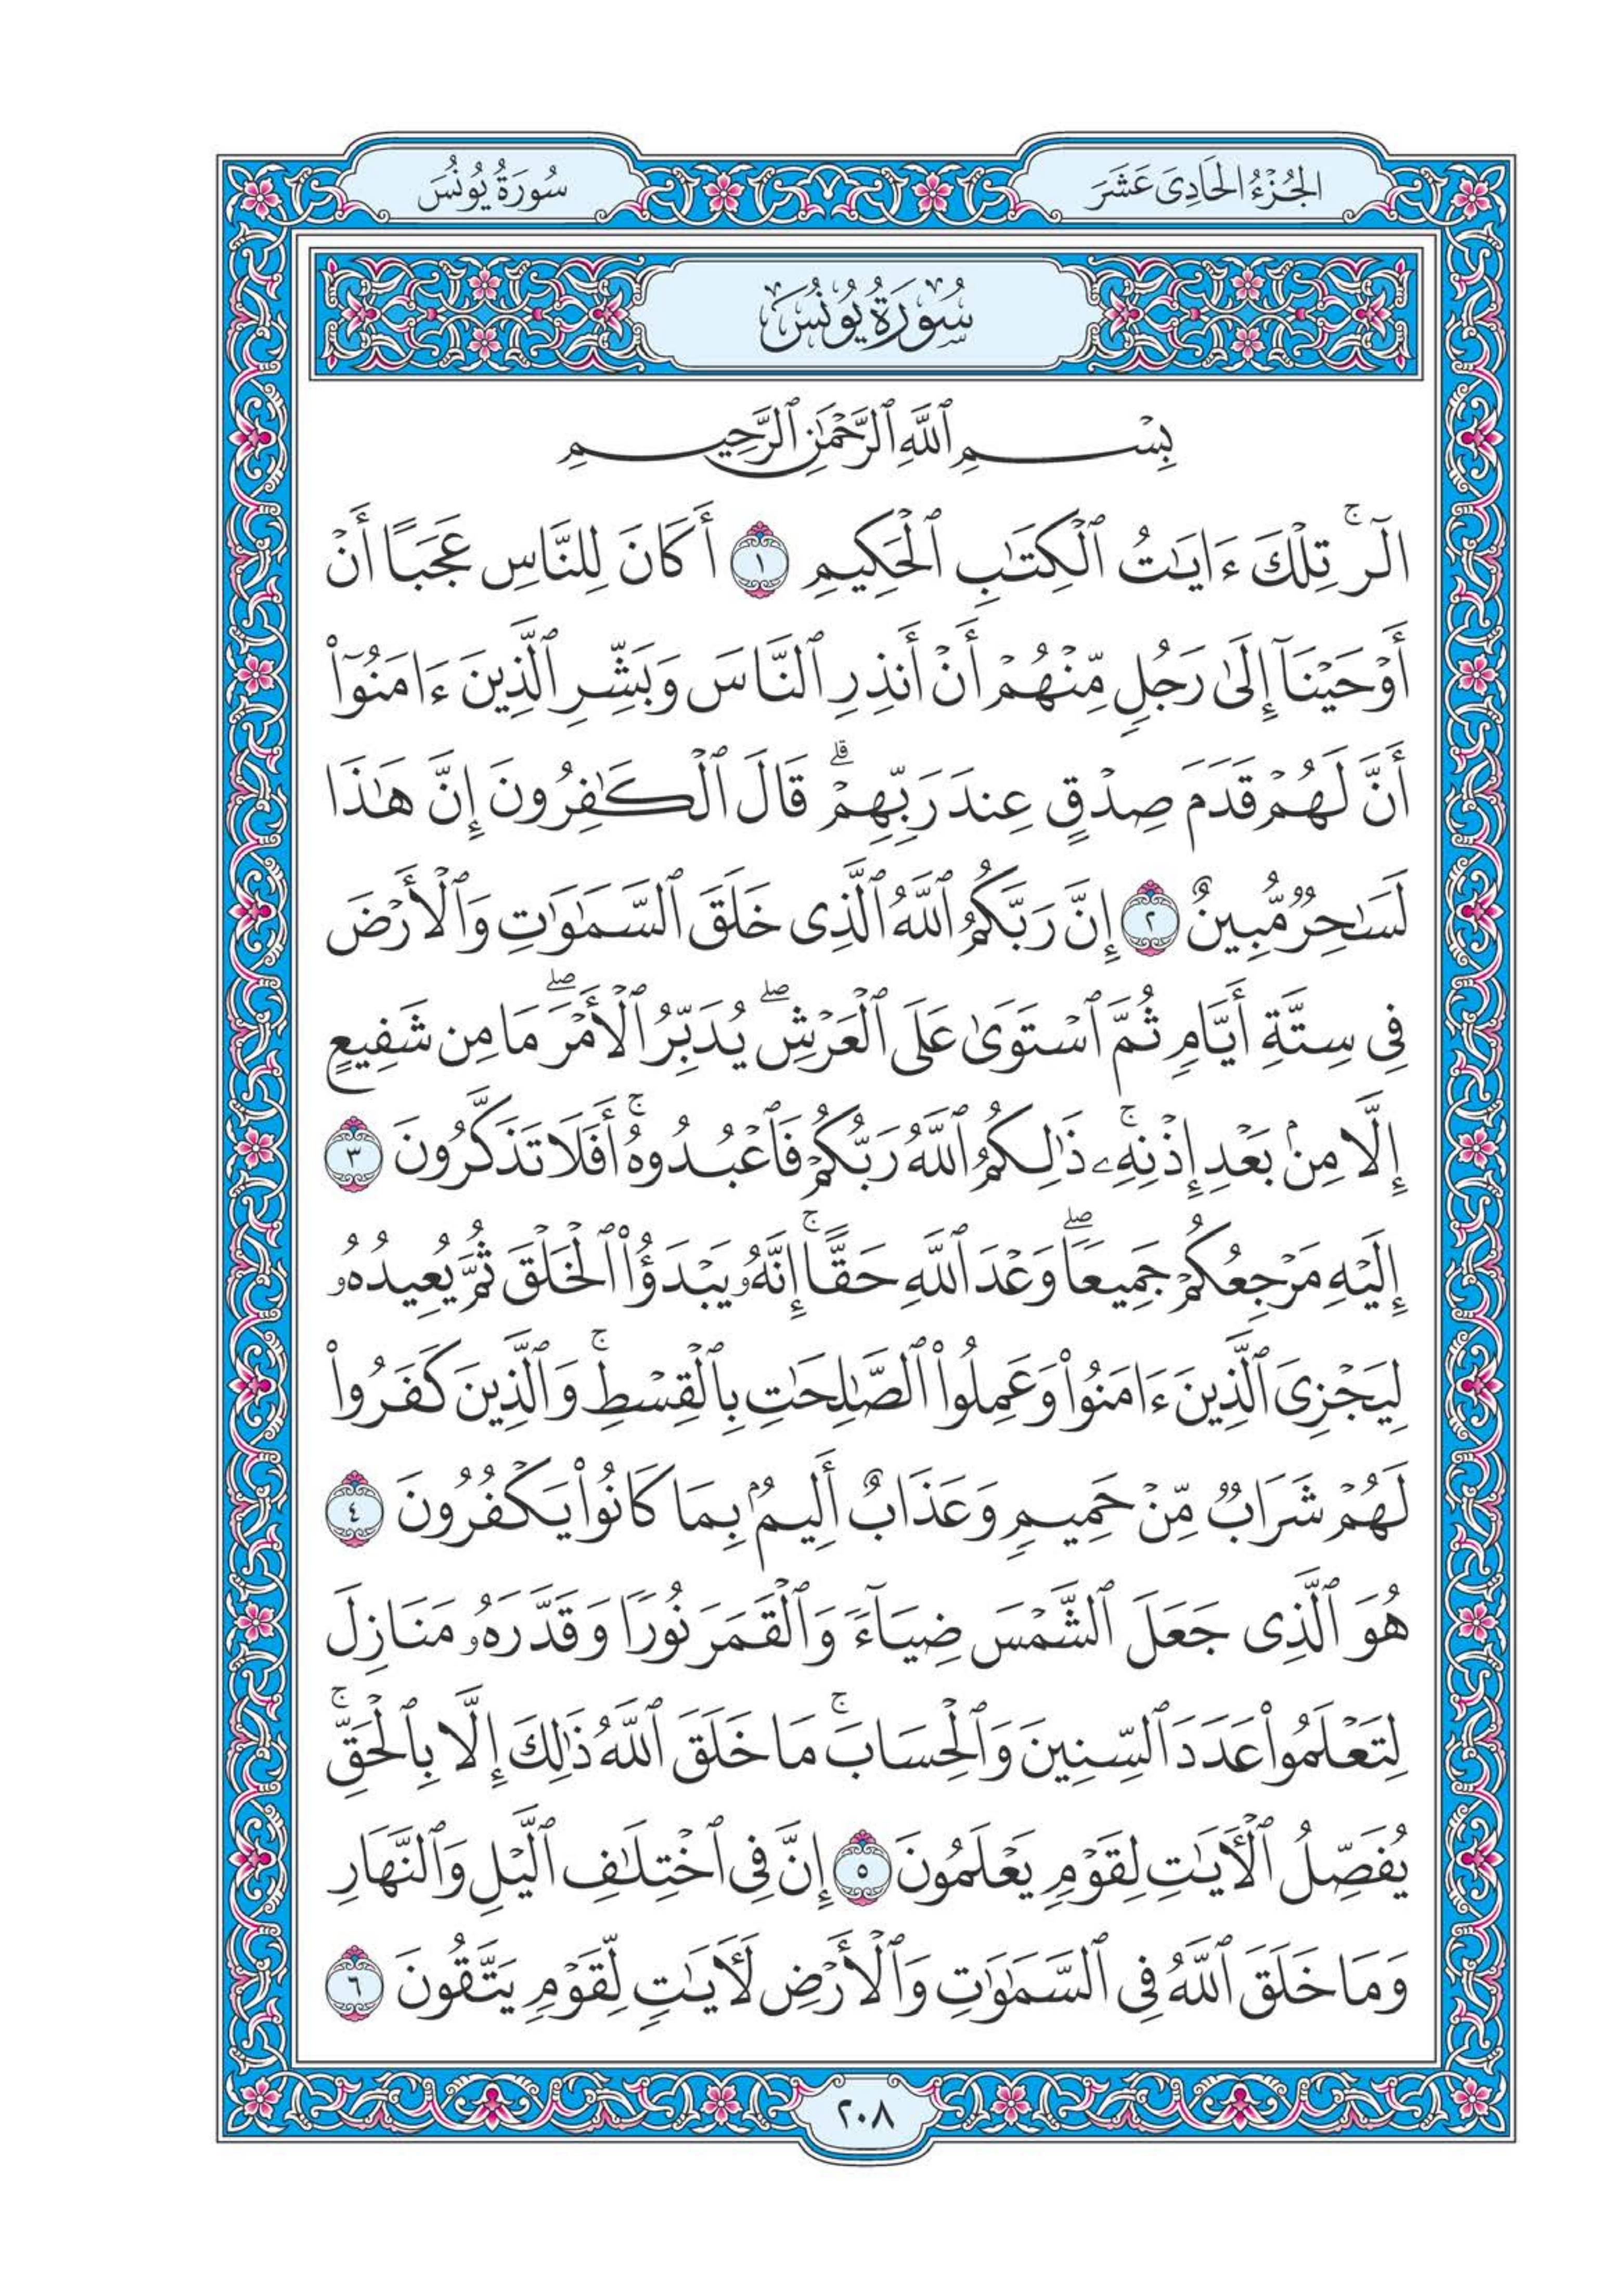 الجُزْءُ الحَادِىَ عَشَرَ
سُورَةُ يُونُسَ
سُورَةُ يُونُسَ
بِسْمِ ٱللَّهِ ٱلرَّحْمَٰنِ ٱلرَّحِيمِ
الٓرۚ تِلْكَ ءَايَٰتُ ٱلْكِتَٰبِ ٱلْحَكِيمِ ١ أَكَانَ لِلنَّاسِ عَجَبًا أَنْ
أَوْحَيْنَآ إِلَىٰ رَجُلٍ مِّنْهُمْ أَنْ أَنذِرِ ٱلنَّاسَ وَبَشِّرِ ٱلَّذِينَ ءَامَنُوٓا۟
أَنَّ لَهُمْ قَدَمَ صِدْقٍ عِندَ رَبِّهِمْۗ قَالَ ٱلْكَٰفِرُونَ إِنَّ هَٰذَا
لَسَٰحِرٌ مُّبِينٌ ٢ إِنَّ رَبَّكُمُ ٱللَّهُ ٱلَّذِى خَلَقَ ٱلسَّمَٰوَٰتِ وَٱلْأَرْضَ
فِى سِتَّةِ أَيَّامٍ ثُمَّ ٱسْتَوَىٰ عَلَى ٱلْعَرْشِۖ يُدَبِّرُ ٱلْأَمْرَۖ مَا مِن شَفِيعٍ
إِلَّا مِنۢ بَعْدِ إِذْنِهِۦۚ ذَٰلِكُمُ ٱللَّهُ رَبُّكُمْ فَٱعْبُدُوهُۚ أَفَلَا تَذَكَّرُونَ ٣
إِلَيْهِ مَرْجِعُكُمْ جَمِيعًاۖ وَعْدَ ٱللَّهِ حَقًّاۚ إِنَّهُۥ يَبْدَؤُا۟ ٱلْخَلْقَ ثُمَّ يُعِيدُهُۥ
لِيَجْزِىَ ٱلَّذِينَ ءَامَنُوا۟ وَعَمِلُوا۟ ٱلصَّٰلِحَٰتِ بِٱلْقِسْطِۚ وَٱلَّذِينَ كَفَرُوا۟
لَهُمْ شَرَابٌ مِّنْ حَمِيمٍ وَعَذَابٌ أَلِيمٌۢ بِمَا كَانُوا۟ يَكْفُرُونَ ٤
هُوَ ٱلَّذِى جَعَلَ ٱلشَّمْسَ ضِيَآءً وَٱلْقَمَرَ نُورًا وَقَدَّرَهُۥ مَنَازِلَ
لِتَعْلَمُوا۟ عَدَدَ ٱلسِّنِينَ وَٱلْحِسَابَۚ مَا خَلَقَ ٱللَّهُ ذَٰلِكَ إِلَّا بِٱلْحَقِّۚ
يُفَصِّلُ ٱلْءَايَٰتِ لِقَوْمٍ يَعْلَمُونَ ٥ إِنَّ فِى ٱخْتِلَٰفِ ٱلَّيْلِ وَٱلنَّهَارِ
وَمَا خَلَقَ ٱللَّهُ فِى ٱلسَّمَٰوَٰتِ وَٱلْأَرْضِ لَءَايَٰتٍ لِّقَوْمٍ يَتَّقُونَ ٦
٢٠٨